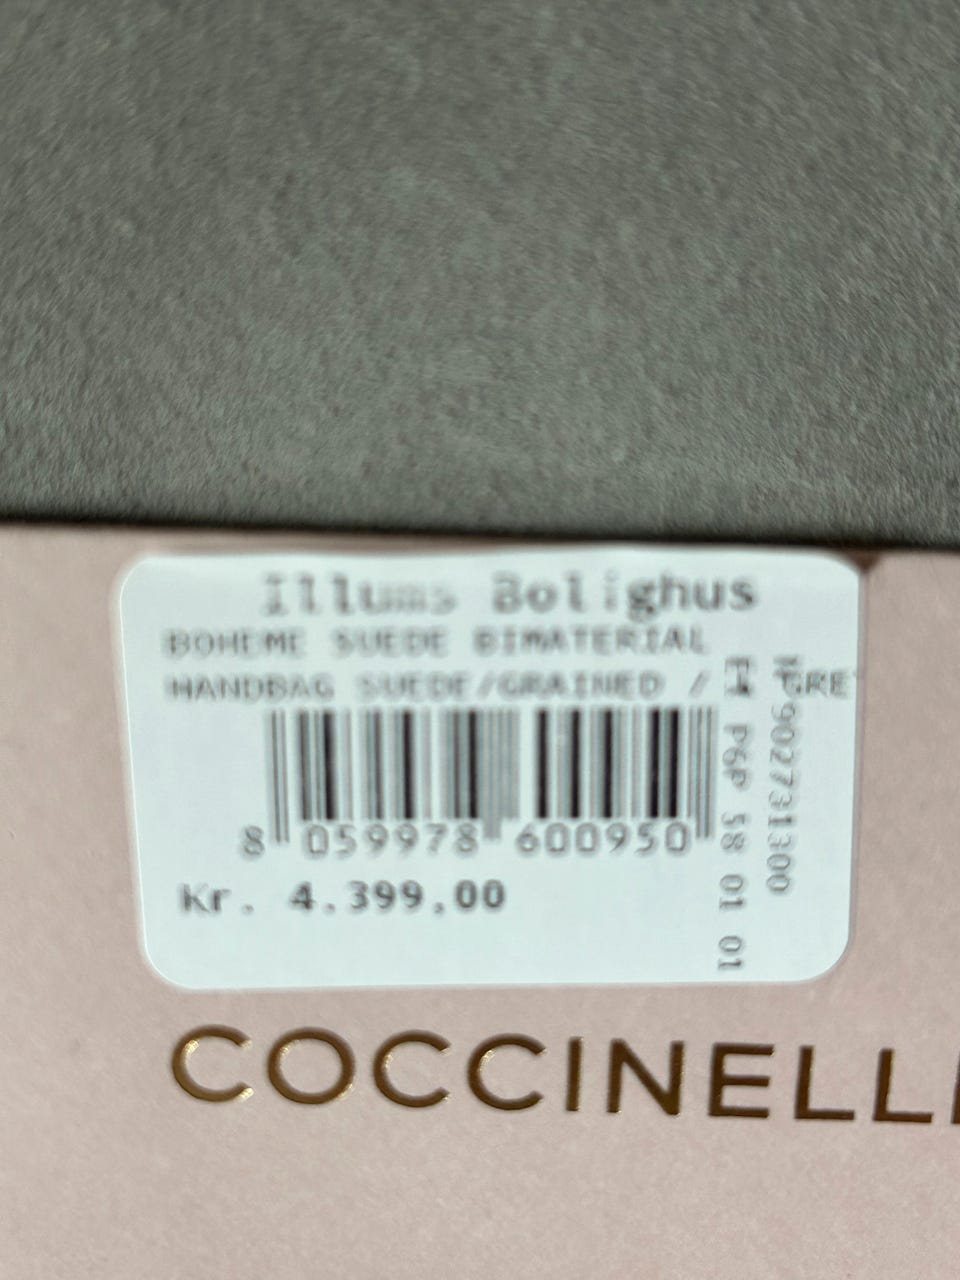 Illums Bolighus
BOHEME SUEDE BIMATERIAL
HANDBAG SUEDE/GRAINED /
8 059978 600950
Kr. 4.399,00
P6P 58 01 01
COCCINELL